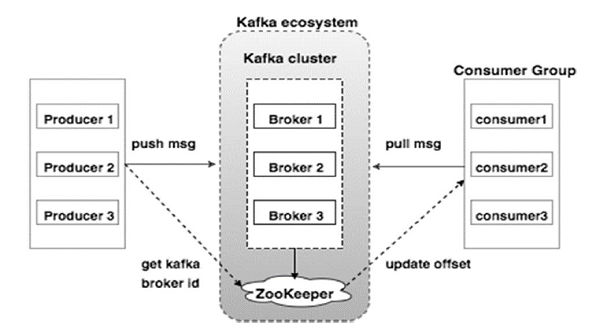 Kafka ecosystem
Kafka cluster
Consumer Group
Producer 1
Producer 2
Producer 3
push msg
Broker 1
Broker 2
Broker 3
pull msg
consumer1
consumer2
consumer3
get kafka
broker id
ZooKeeper
update offset